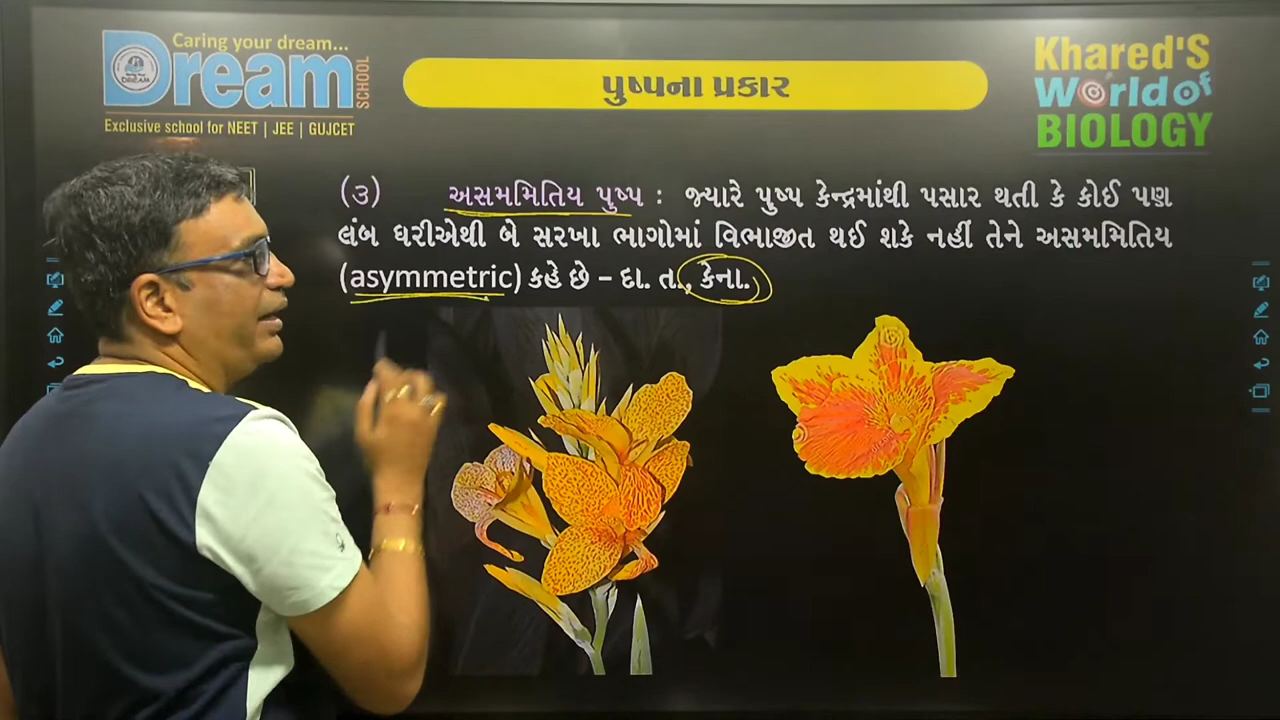 Caring your dream...
Dream
SCHOOL
Exclusive school for NEET | JEE | GUJCET
પુષ્પના પ્રકાર
Khared'S
World of
BIOLOGY
(૩) અસમમિતિય પુષ્પ : જ્યારે પુષ્પ કેન્દ્રમાંથી પસાર થતી કે કોઈ પણ
લંબ ધરીએથી બે સરખા ભાગોમાં વિભાજીત થઈ શકે નહીં તેને અસમમિતિય
(asymmetric) કહે છે – દા. ત., કેના.